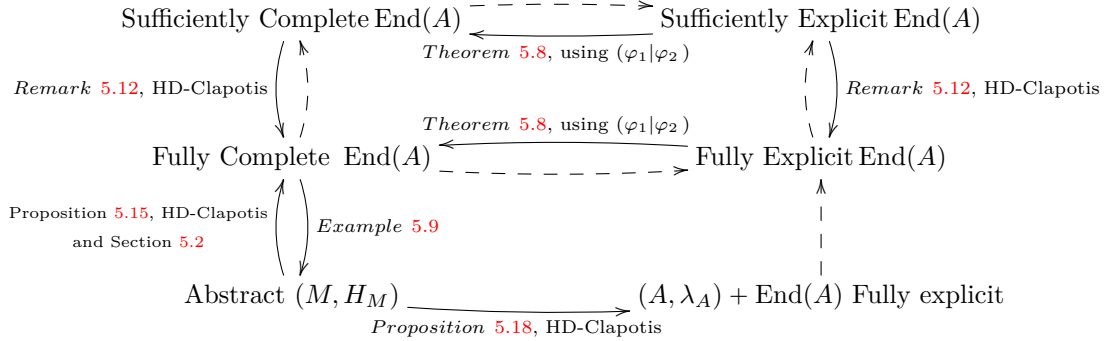 Sufficiently Complete End(A) Sufficiently Explicit End(A)
Theorem 5.8, using (φ₁|φ₂)
Remark 5.12, HD-Clapotis Remark 5.12, HD-Clapotis
Theorem 5.8, using (φ₁|φ₂)
Fully Complete End(A) Fully Explicit End(A)
Proposition 5.15, HD-Clapotis
and Section 5.2
Example 5.9
Abstract (M, H_M) (A, λ_A) + End(A) Fully explicit
Proposition 5.18, HD-Clapotis